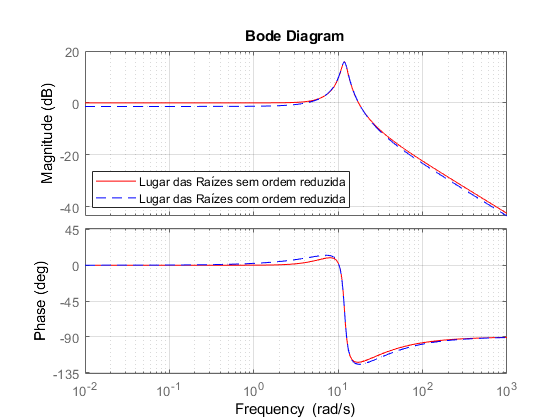 Bode Diagram
Magnitude (dB)
20
0
-20
-40
Lugar das Raízes sem ordem reduzida
Lugar das Raízes com ordem reduzida
Phase (deg)
45
0
-45
-90
-135
10^-2 10^-1 10^0 10^1 10^2 10^3
Frequency (rad/s)